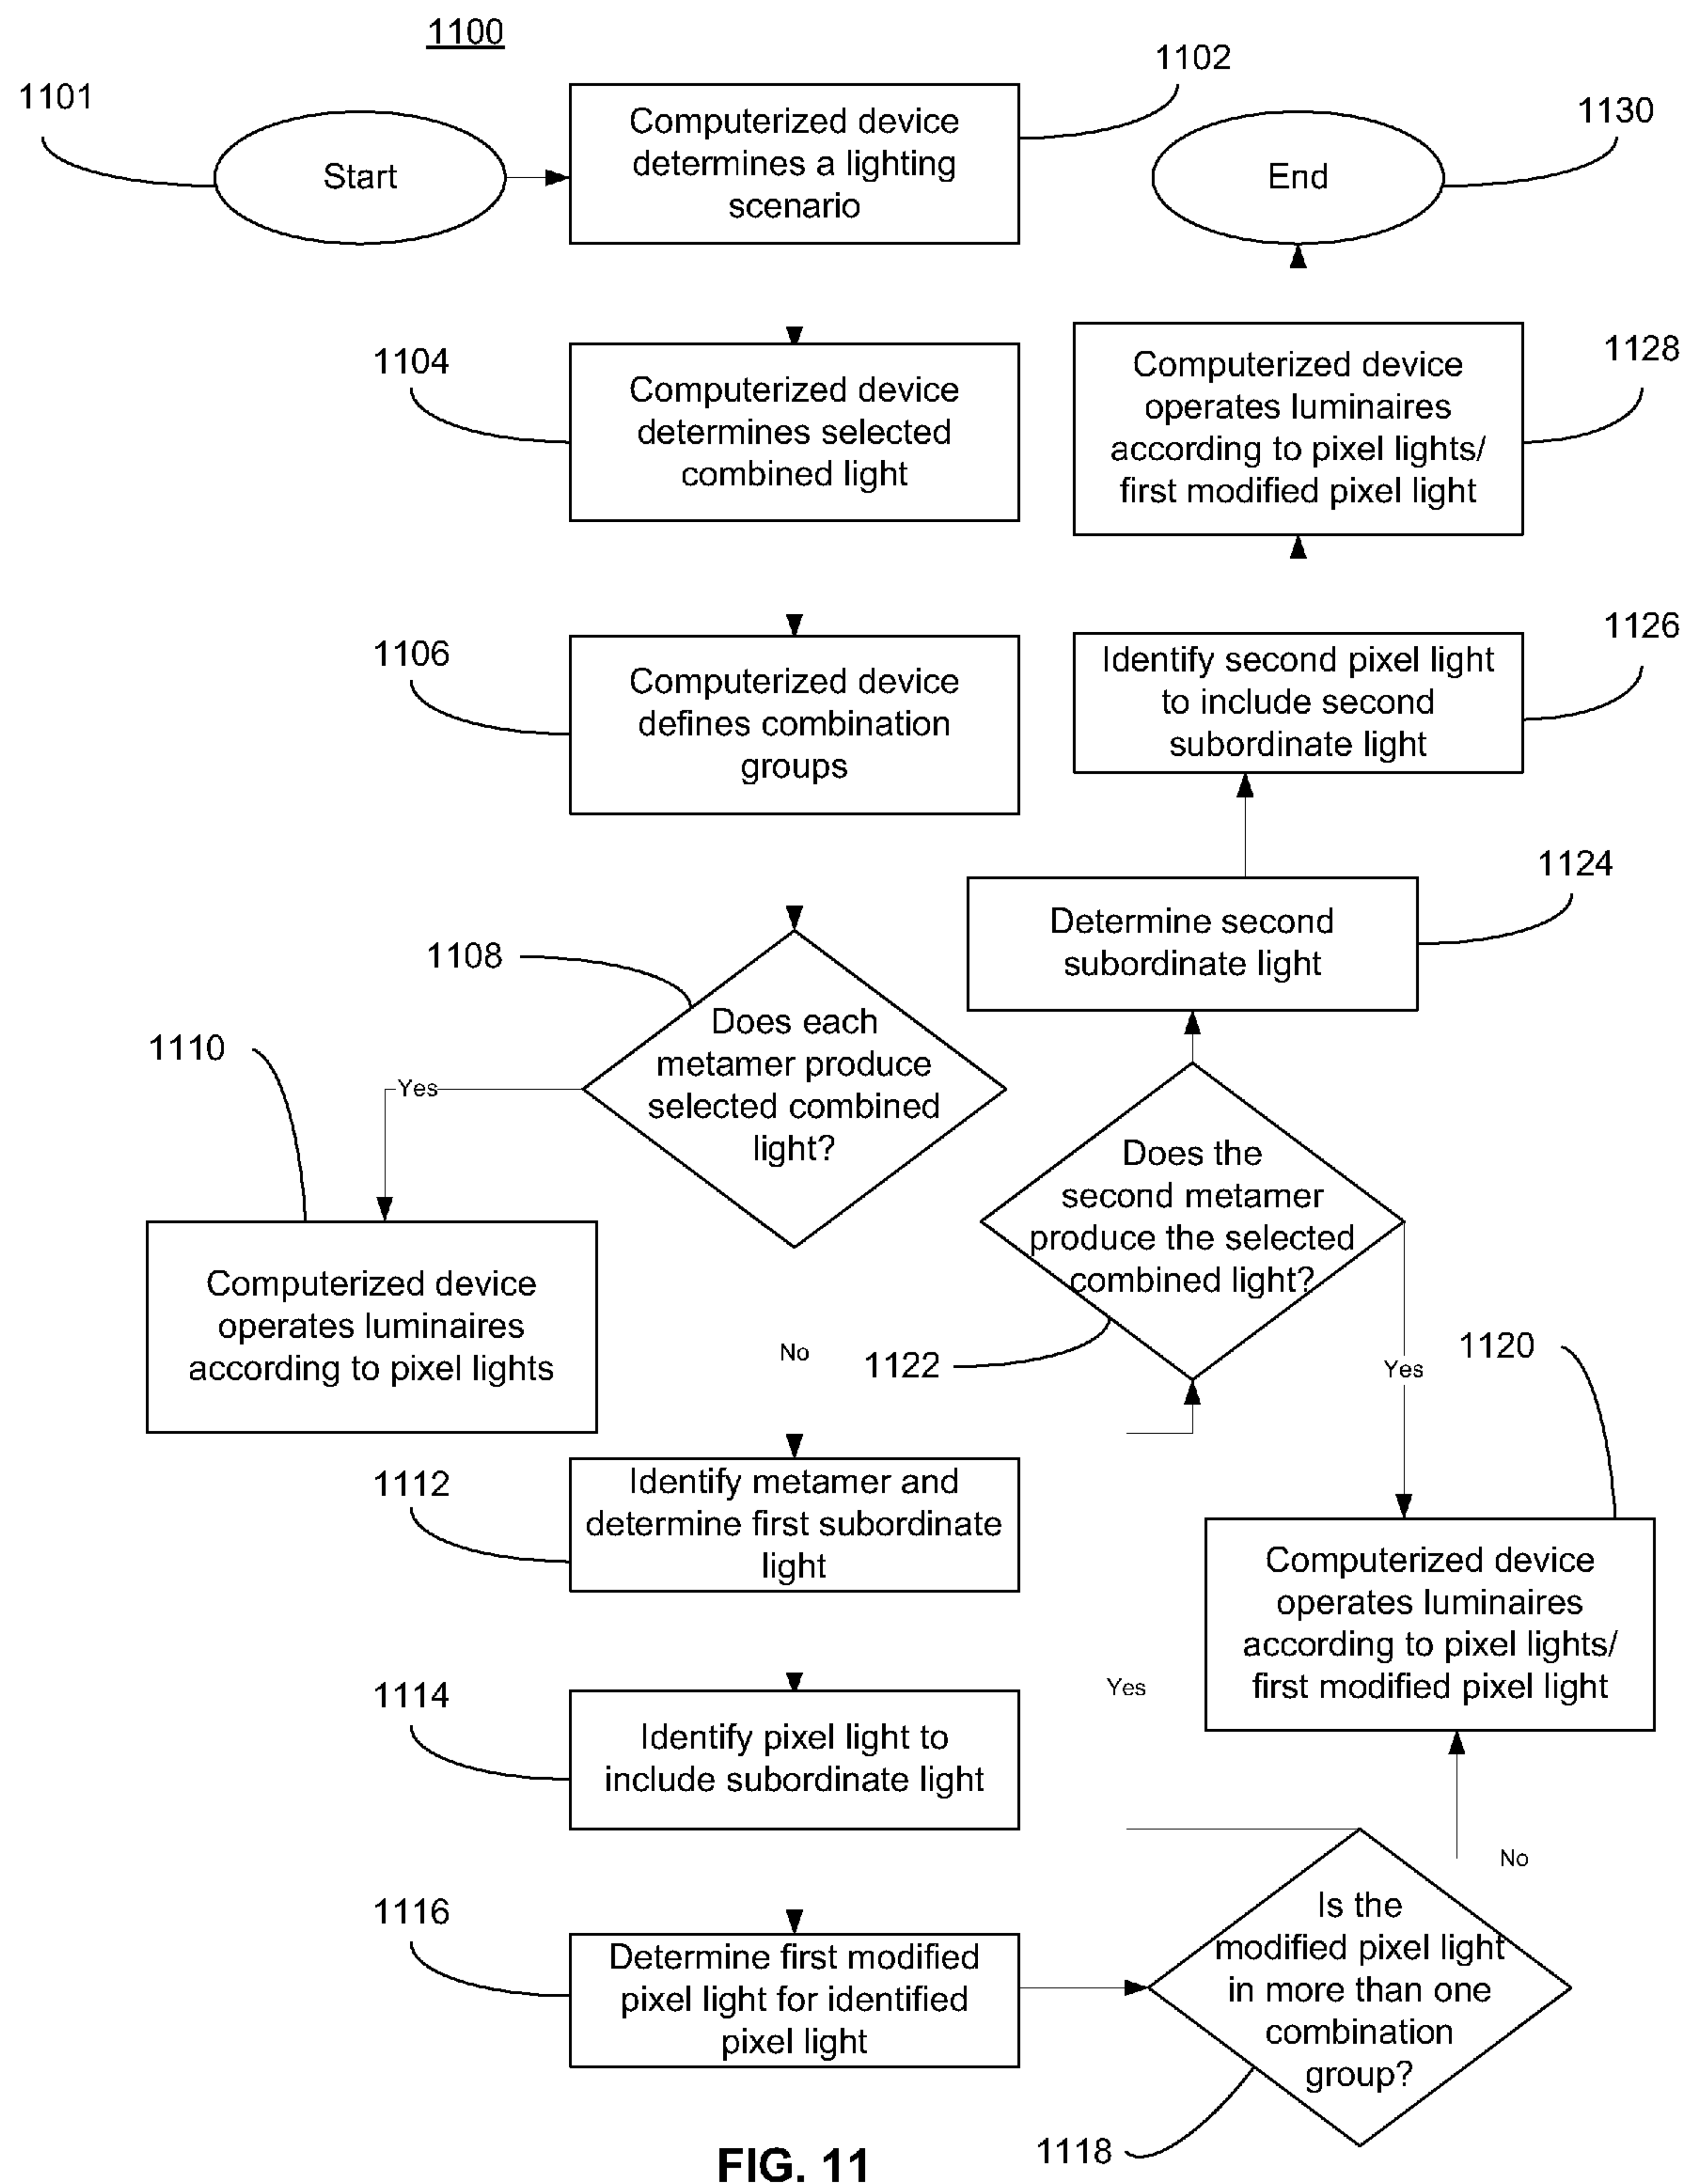 1100
1101
Start
1102
Computerized device
determines a lighting
scenario
1130
End
1104
Computerized device
determines selected
combined light
1128
Computerized device
operates luminaires
according to pixel lights/
first modified pixel light
1106
Computerized device
defines combination
groups
1126
Identify second pixel light
to include second
subordinate light
1124
Determine second
subordinate light
1108
Does each
metamer produce
selected combined
light?
Yes
1110
Computerized device
operates luminaires
according to pixel lights
No
1122
Does the
second metamer
produce the selected
combined light?
Yes
1120
Computerized device
operates luminaires
according to pixel lights/
first modified pixel light
1112
Identify metamer and
determine first subordinate
light
1114
Identify pixel light to
include subordinate light
Yes
No
1116
Determine first modified
pixel light for identified
pixel light
Is the
modified pixel light
in more than one
combination
group?
1118
FIG. 11